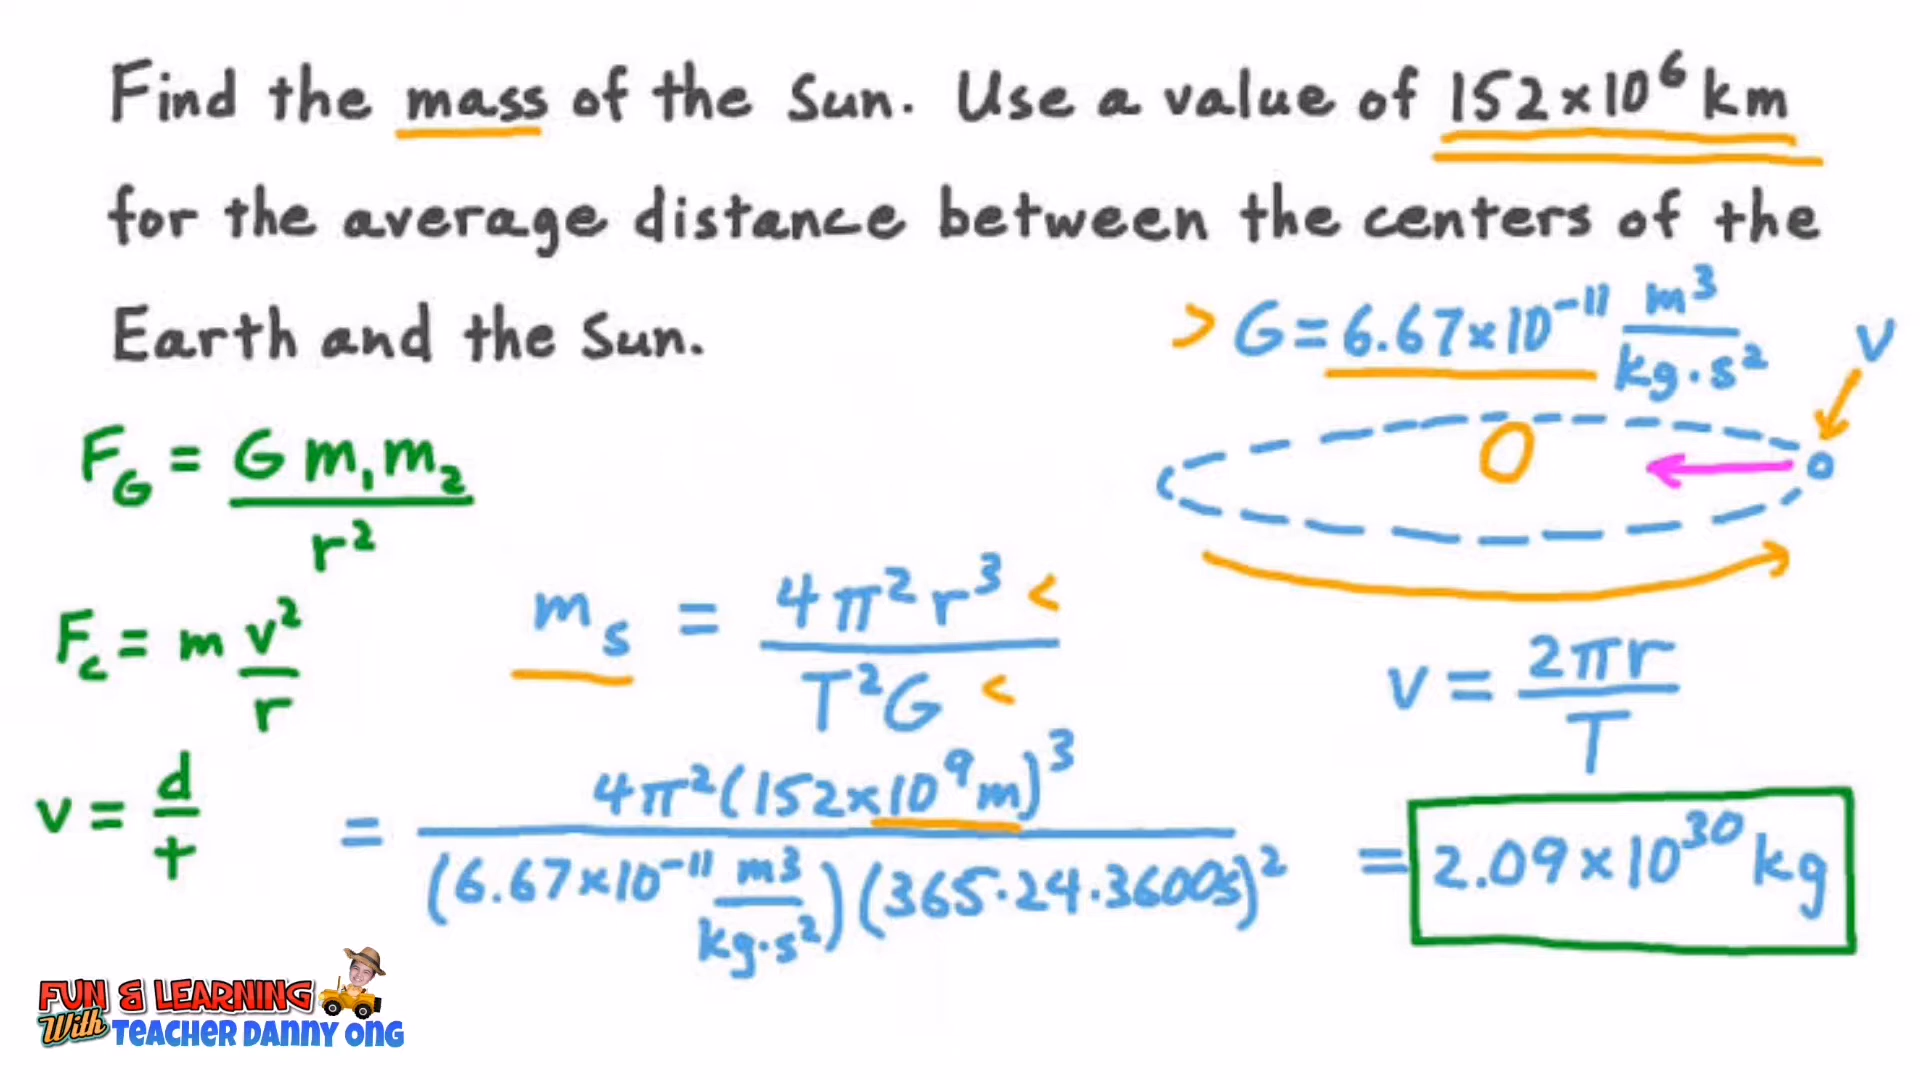 Find the mass of the Sun. Use a value of 152×10⁶ km
for the average distance between the centers of the
Earth and the Sun.
> G = 6.67×10⁻¹¹ m³/kg·s²
v
F_G = G m₁m₂/r²
F_c = m v²/r
v = d/t
m_s = 4π²r³/T²G
< <
v = 2πr/T
= 4π²(152×10⁹m)³/(6.67×10⁻¹¹ m³/kg·s²)(365·24·3600s)²
= 2.09×10³⁰ kg
FUN & LEARNING
With TEACHER DANNY ONG